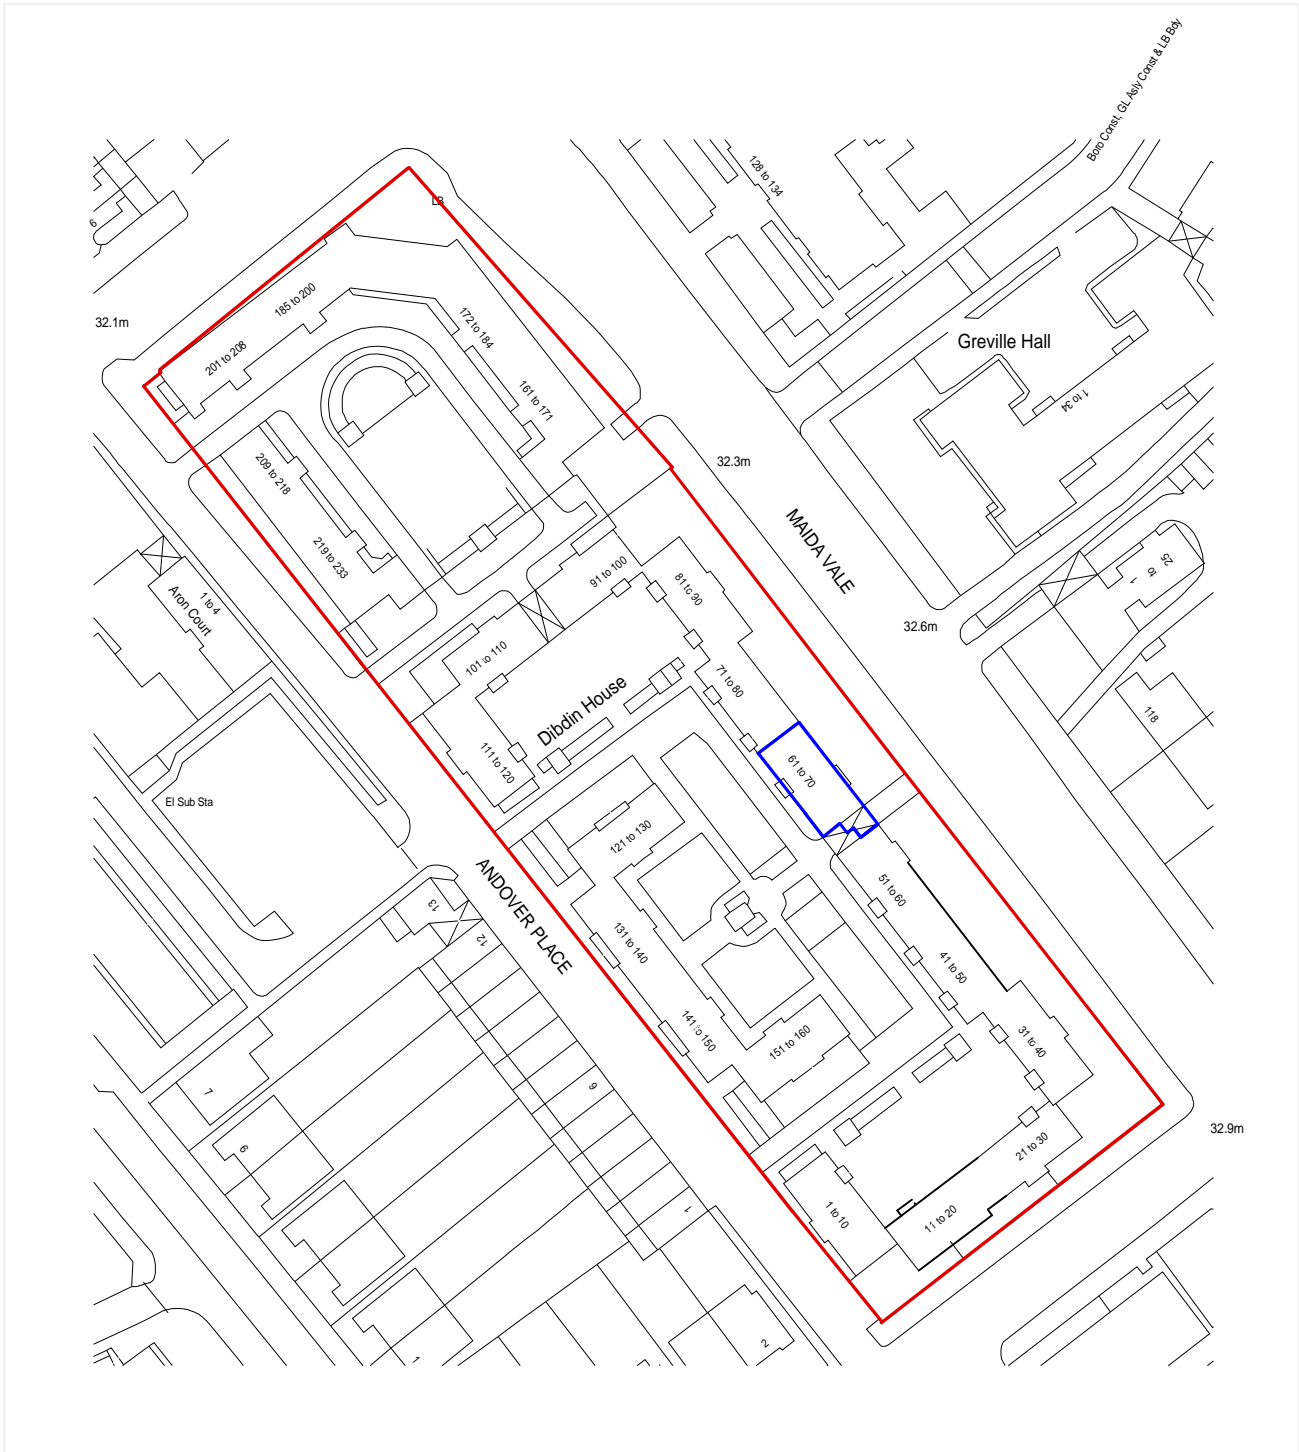 Boro Const, GL Asly Const & LB Bdy
128 to 134
6
LB
185 to 200
32.1m
172 to 184
201 to 208
Greville Hall
161 to 171
1 to 34
209 to 218
32.3m
MAIDA VALE
219 to 233
91 to 100
81 to 90
1 to 25
1 to 4
Aron Court
32.6m
101 to 110
71 to 80
Dibdin House
118
111 to 120
61 to 70
El Sub Sta
121 to 130
ANDOVER PLACE
51 to 60
13
12
131 to 140
41 to 50
141 to 150
151 to 160
31 to 40
7
9
6
32.9m
21 to 30
1 to 10
11 to 20
1
2
1